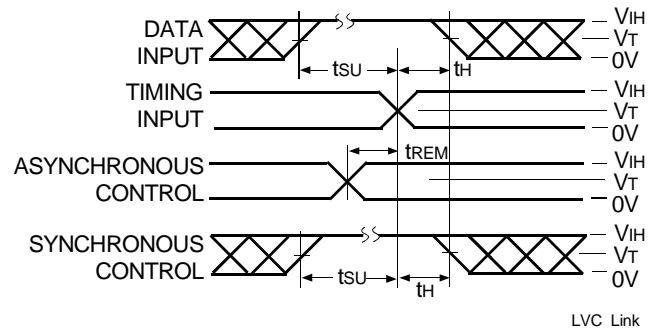 DATA
INPUT
tSU
tH
VIH
VT
0V
TIMING
INPUT
VIH
VT
0V
ASYNCHRONOUS
CONTROL
tREM
VIH
VT
0V
SYNCHRONOUS
CONTROL
tSU
tH
VIH
VT
0V
LVC Link